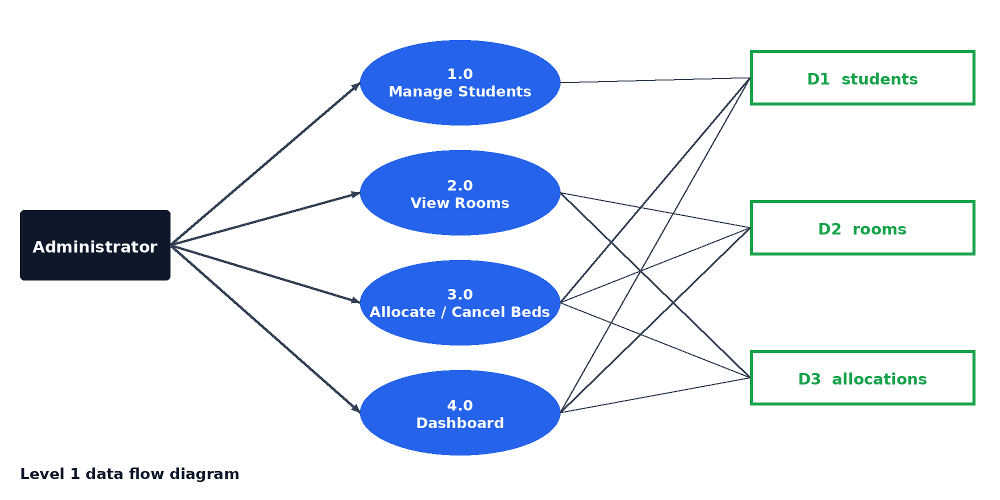 Administrator
1.0
Manage Students
2.0
View Rooms
3.0
Allocate / Cancel Beds
4.0
Dashboard
D1  students
D2  rooms
D3  allocations
Level 1 data flow diagram